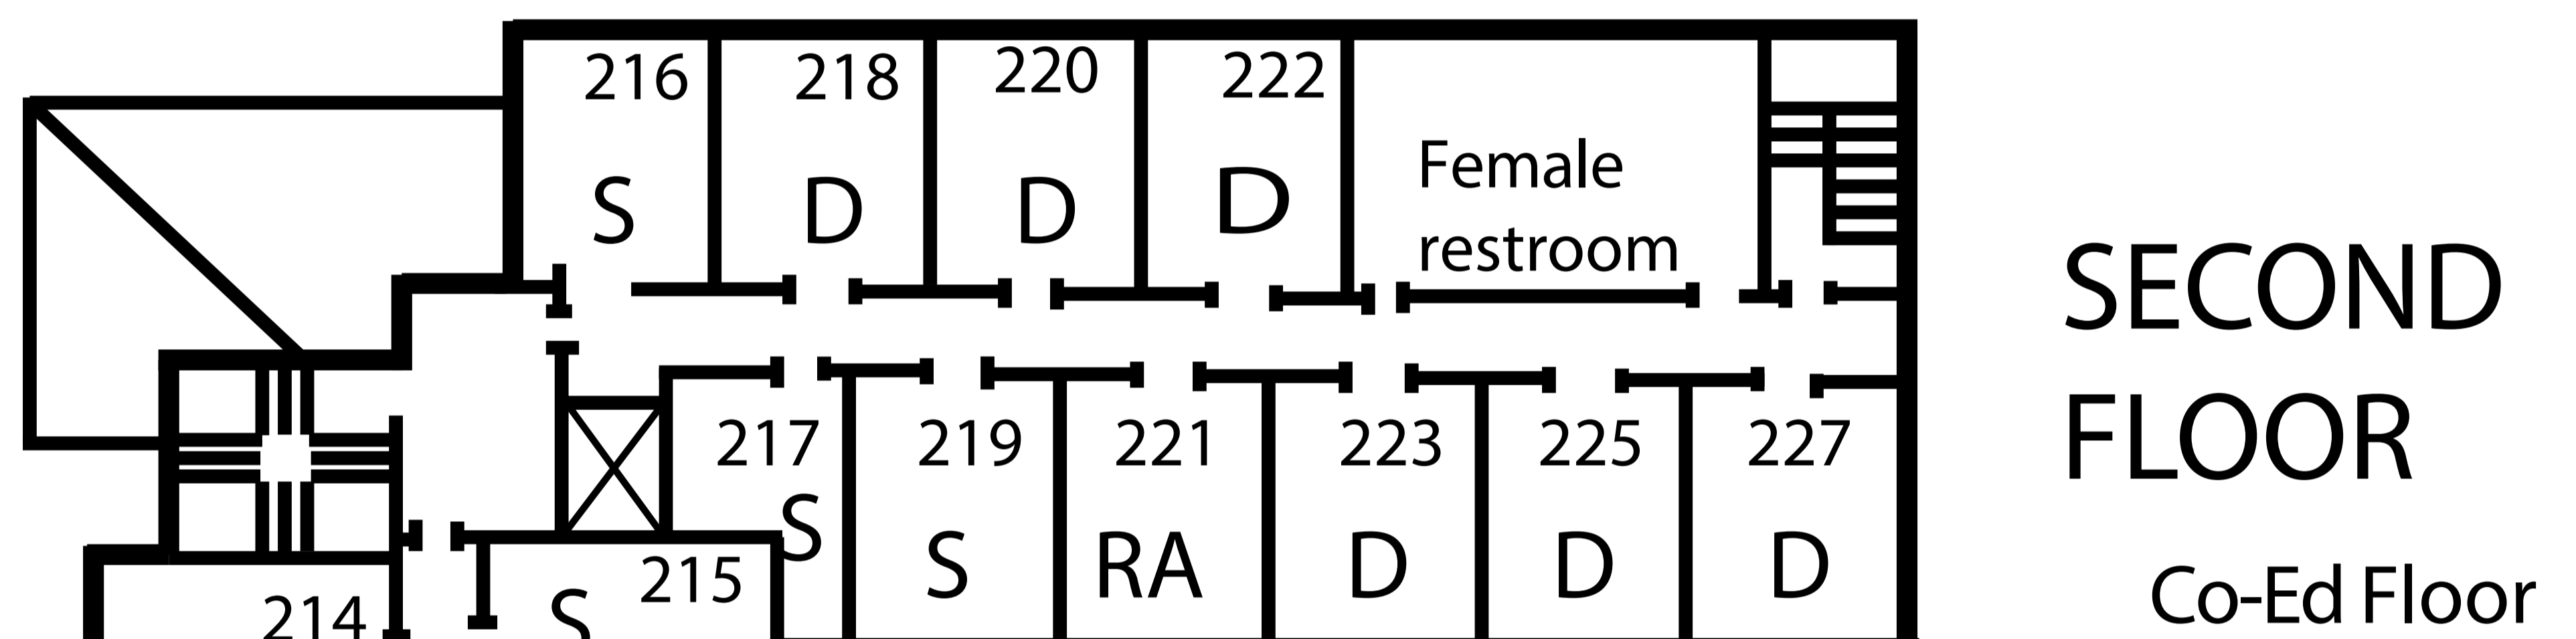 216
218
220
222
S
D
D
D
Female
restroom
SECOND
FLOOR
217
219
221
223
225
227
S
S
RA
D
D
D
215
S
214
Co-Ed Floor